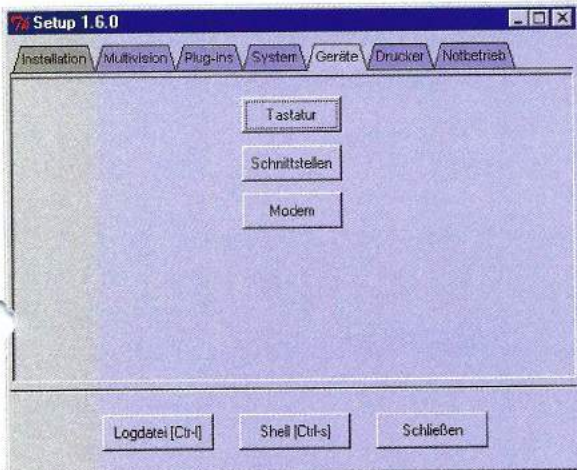 Setup 1.6.0
Installation Multivision Plug-Ins System Geräte Drucker Notbetrieb
Tastatur
Schnittstellen
Modem
Logdatei [Ctr-l] Shell [Ctrl-s] Schließen